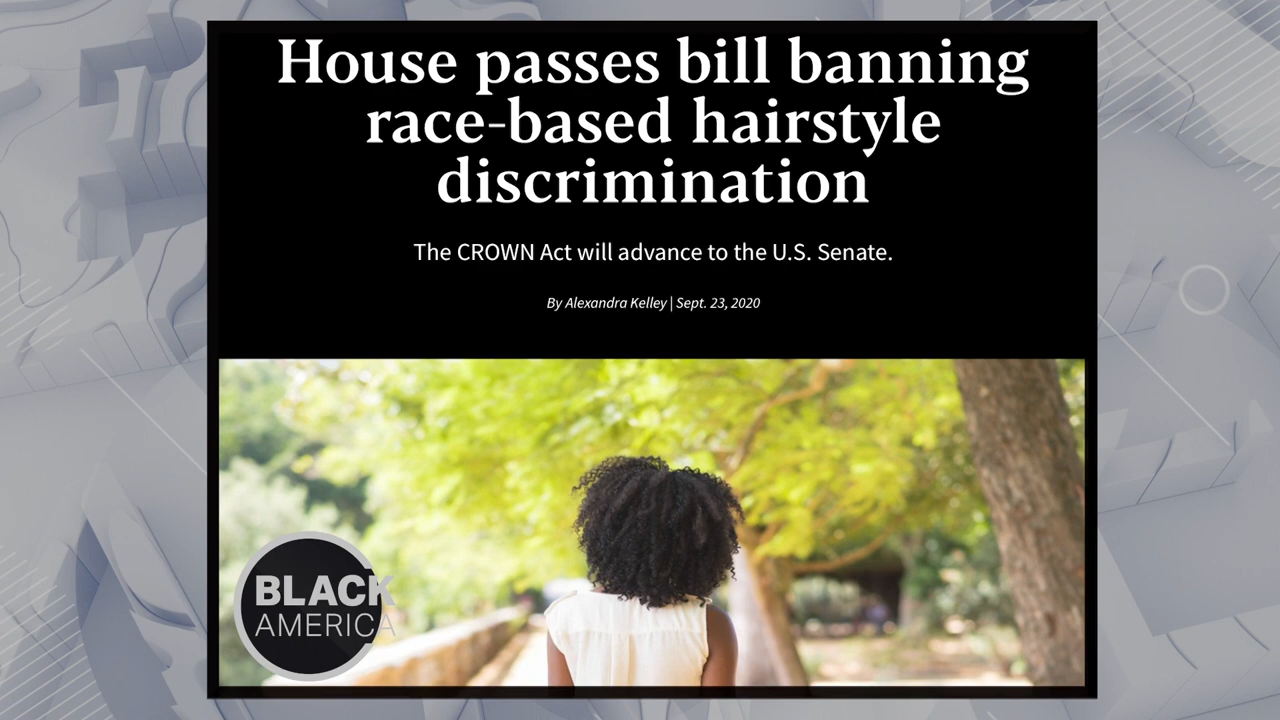 House passes bill banning
race-based hairstyle
discrimination
The CROWN Act will advance to the U.S. Senate.
By Alexandra Kelley | Sept. 23, 2020
BLACK
AMERICA